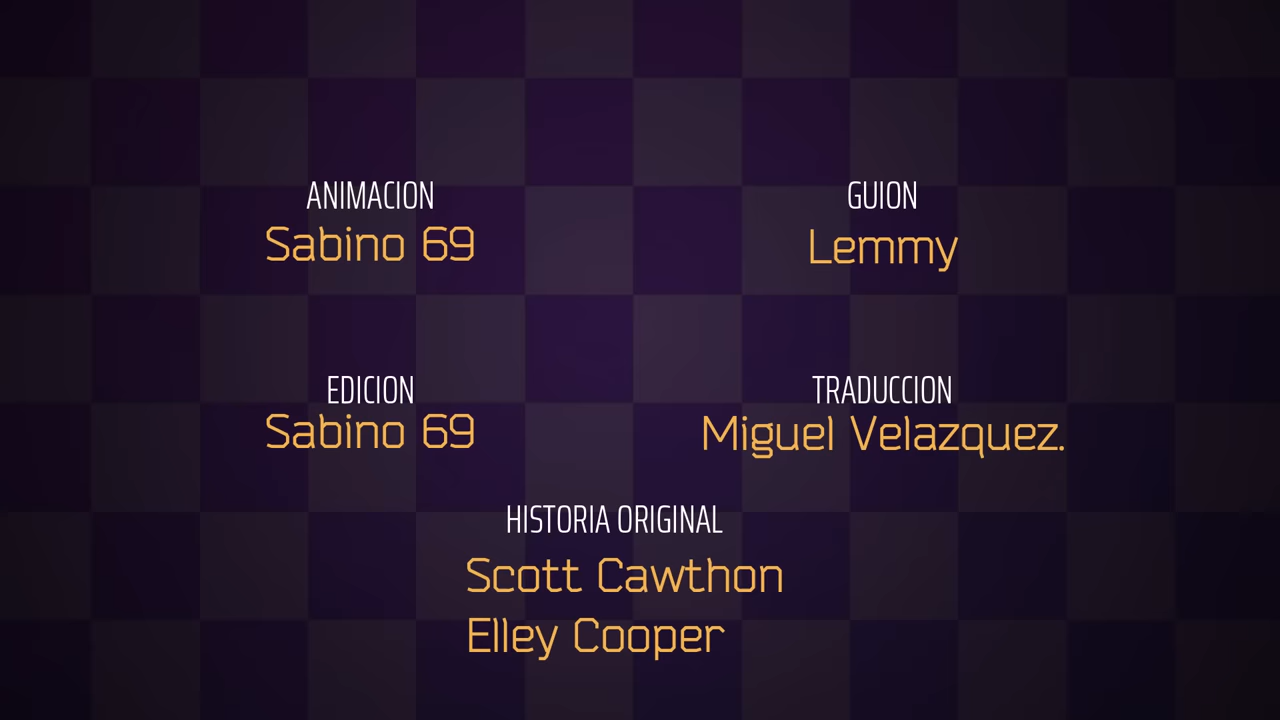 ANIMACION
Sabino 69
GUION
Lemmy
EDICION
Sabino 69
TRADUCCION
Miguel Velazquez.
HISTORIA ORIGINAL
Scott Cawthon
Elley Cooper